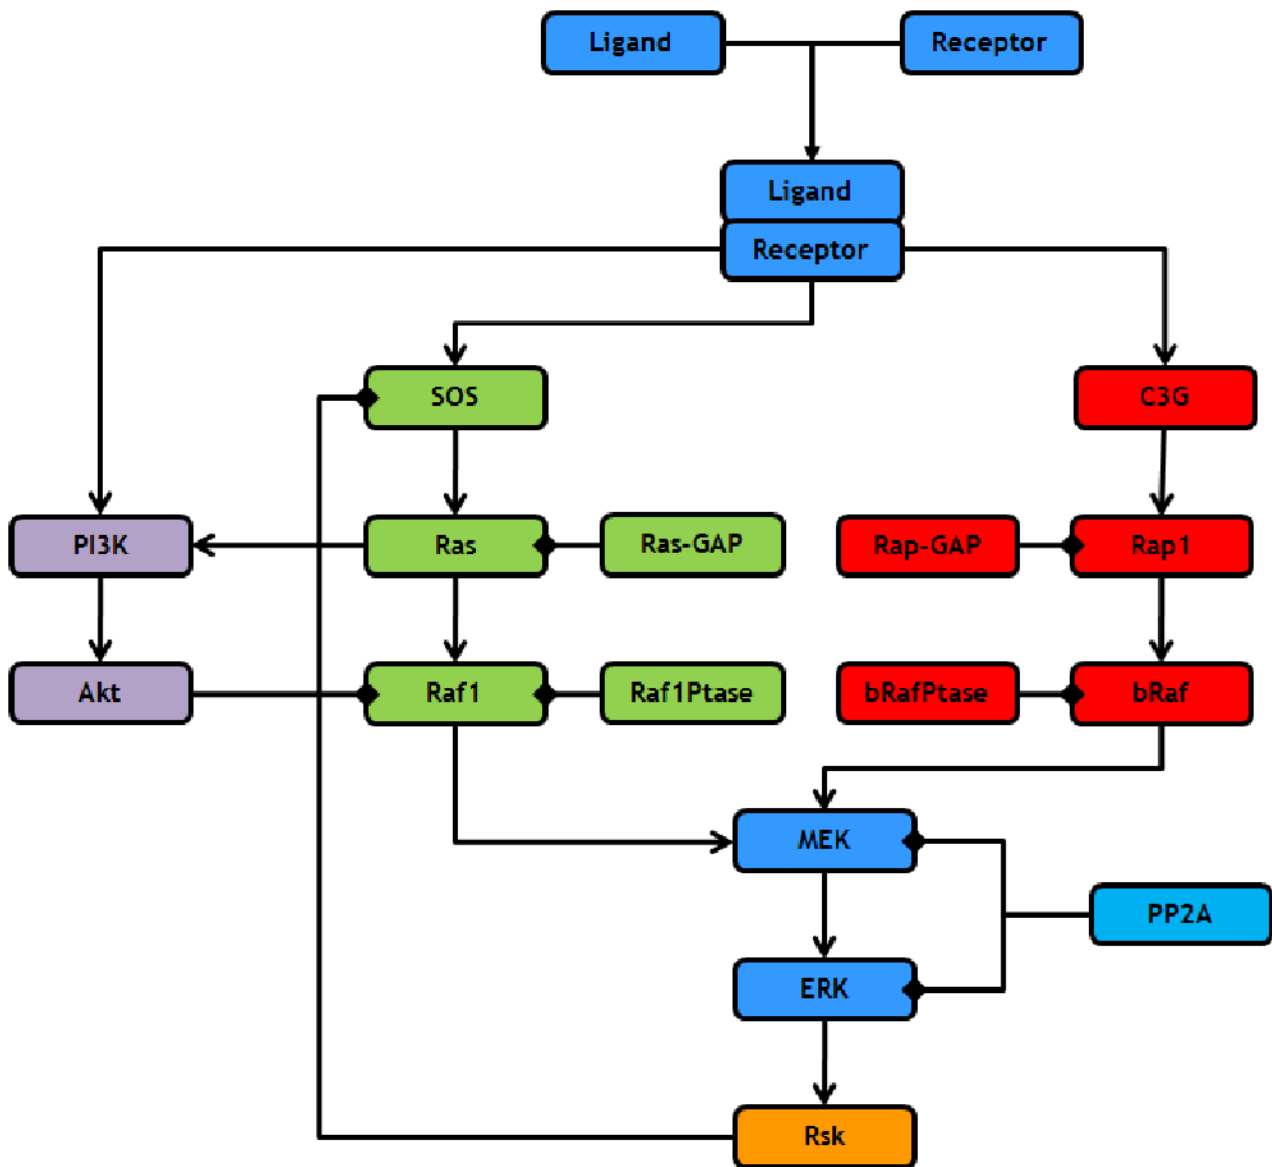 Ligand
Receptor
Ligand
Receptor
SOS
C3G
PI3K
Ras
Ras-GAP
Rap-GAP
Rap1
Akt
Raf1
Raf1Ptase
bRafPtase
bRaf
MEK
PP2A
ERK
Rsk